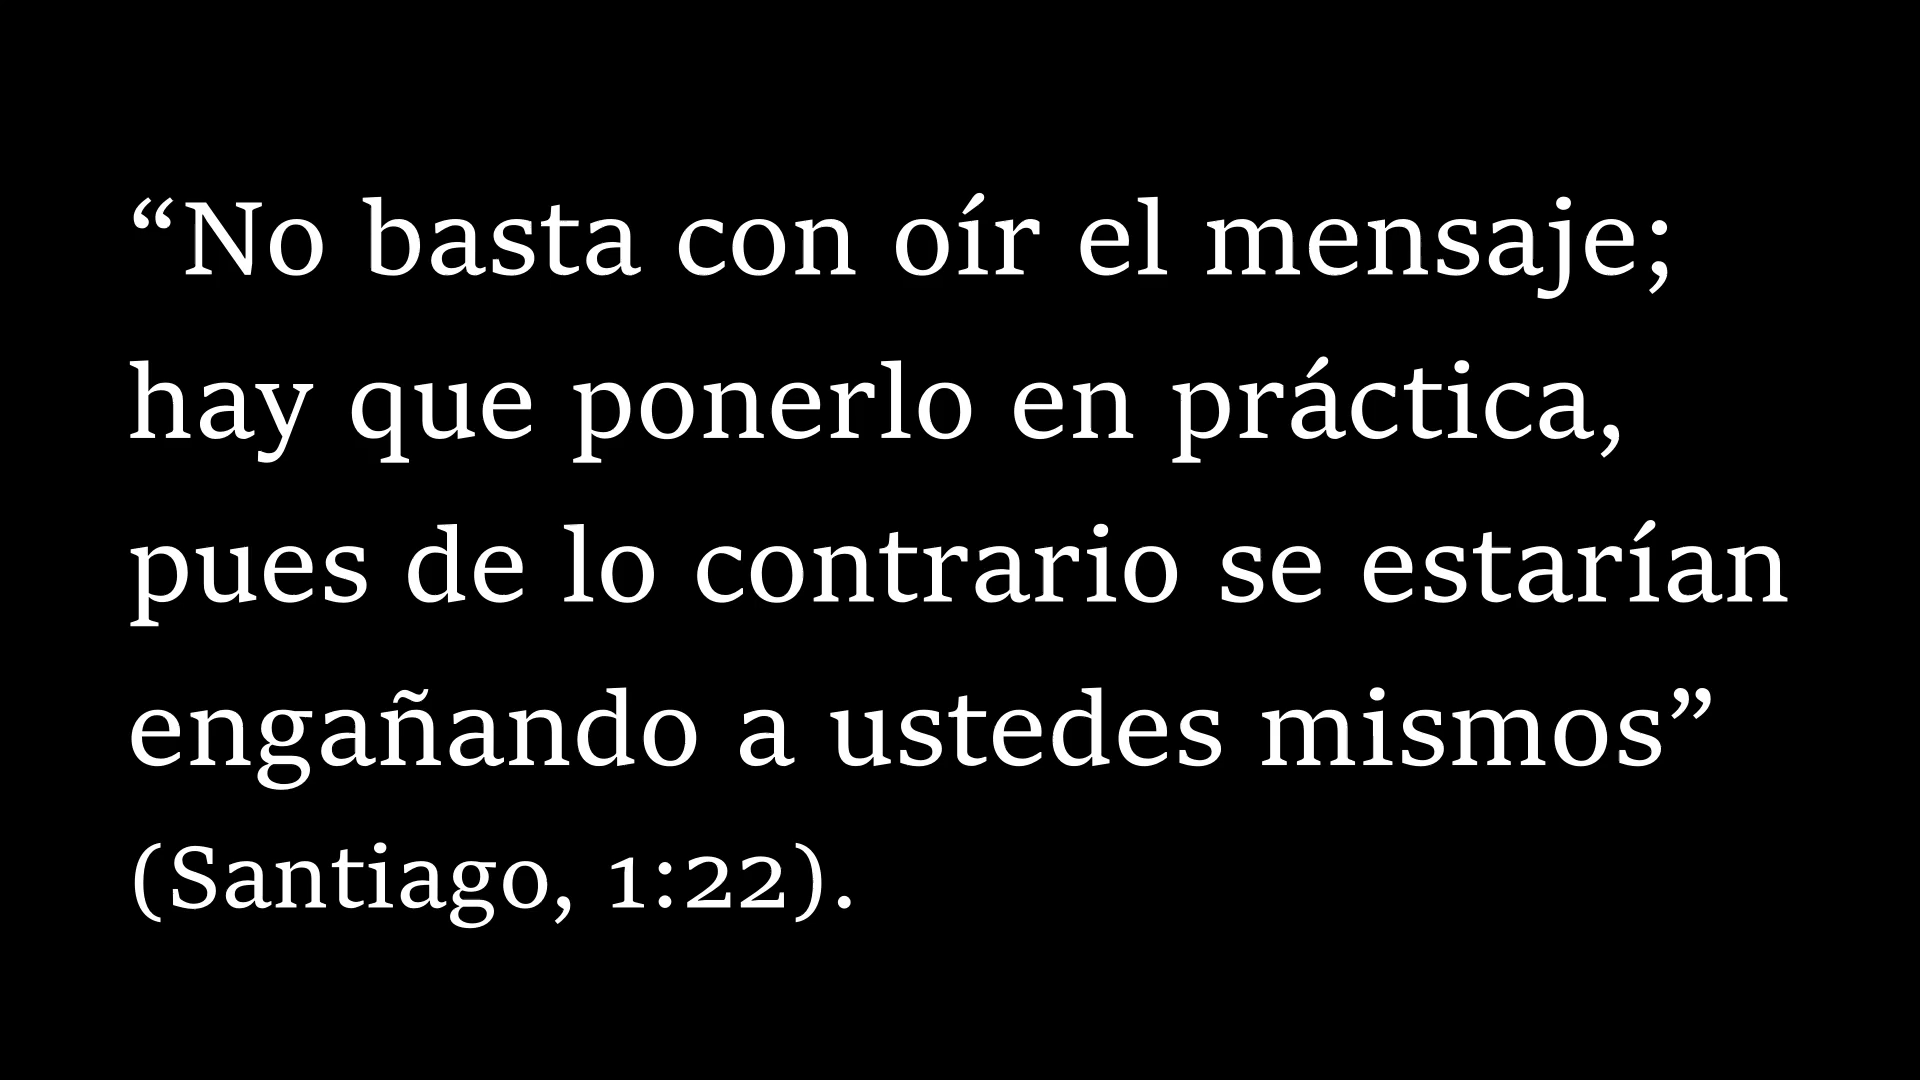 “No basta con oír el mensaje;
hay que ponerlo en práctica,
pues de lo contrario se estarían
engañando a ustedes mismos”
(Santiago, 1:22).